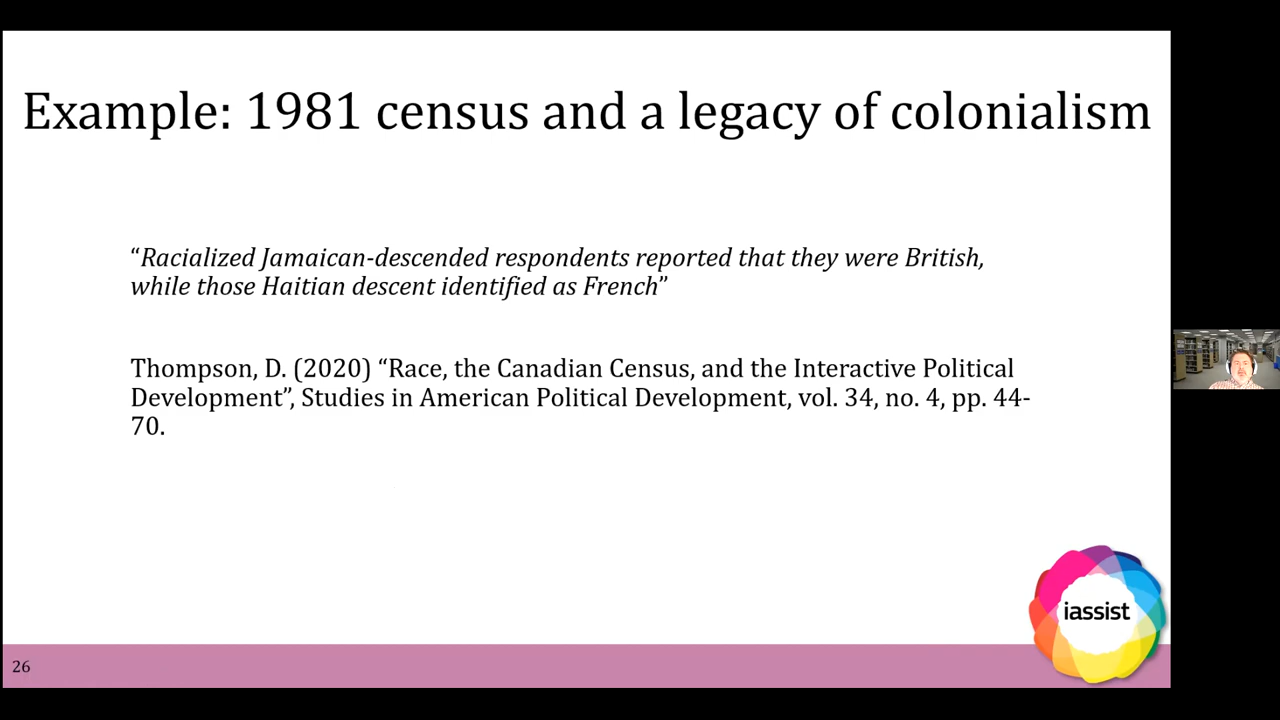 Example: 1981 census and a legacy of colonialism
“Racialized Jamaican-descended respondents reported that they were British,
while those Haitian descent identified as French”
Thompson, D. (2020) “Race, the Canadian Census, and the Interactive Political
Development”, Studies in American Political Development, vol. 34, no. 4, pp. 44-
70.
iassist
26